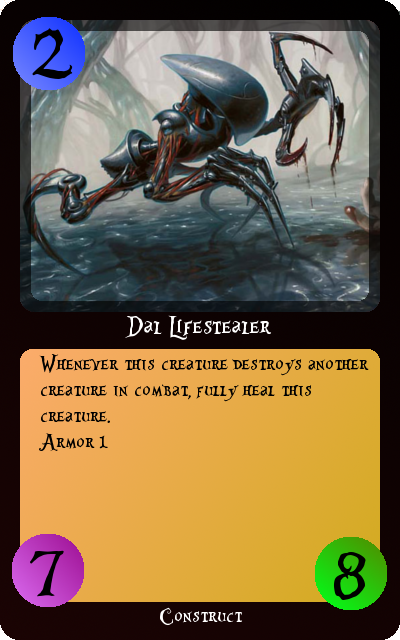 2
Dal Lifestealer
Whenever this creature destroys another
creature in combat, fully heal this
creature.
Armor 1
7
8
Construct